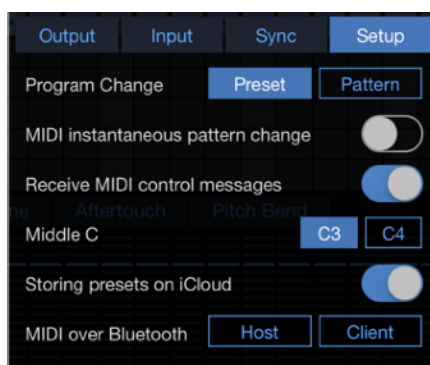 Output Input Sync Setup
Program Change Preset Pattern
MIDI instantaneous pattern change
Receive MIDI control messages
me Aftertouch Pitch Bend
Middle C C3 C4
Storing presets on iCloud
MIDI over Bluetooth Host Client